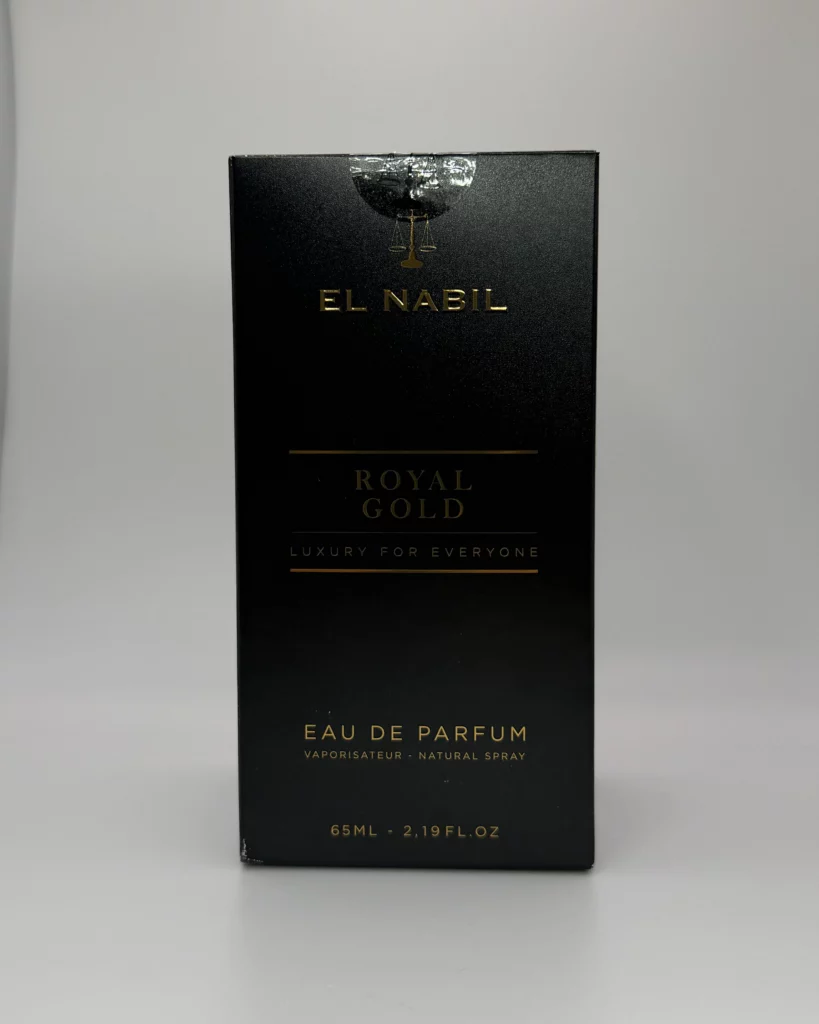 EL NABIL
ROYAL
GOLD
LUXURY FOR EVERYONE
EAU DE PARFUM
VAPORISATEUR - NATURAL SPRAY
65ML - 2,19FL.OZ